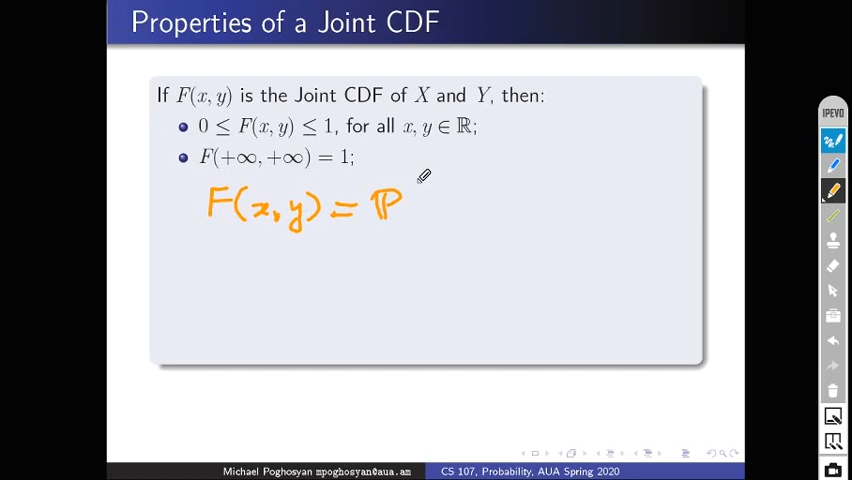 Properties of a Joint CDF
If F(x, y) is the Joint CDF of X and Y, then:
0 ≤ F(x, y) ≤ 1, for all x, y ∈ ℝ;
F(+∞, +∞) = 1;
F(x, y) = ℙ
IPEVO
Michael Poghosyan mpoghosyan@aua.am CS 107, Probability, AUA Spring 2020